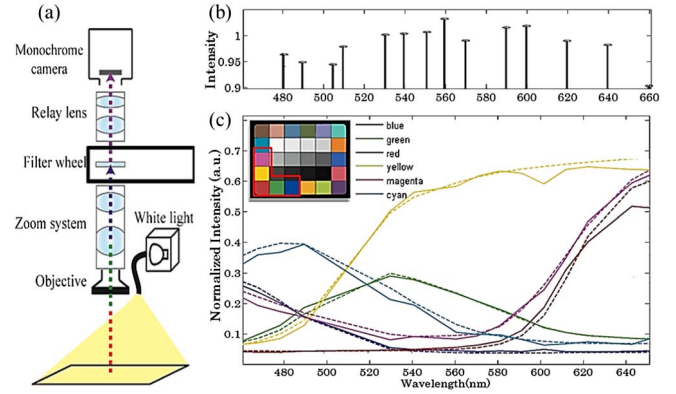 (a)
Monochrome
camera
Relay lens
Filter wheel
Zoom system
White light
Objective
(b)
Intensity
1
0.95
0.9
480 500 520 540 560 580 600 620 640 660
(c)
blue
green
red
yellow
magenta
cyan
Normalized Intensity (a.u.)
0.7
0.6
0.5
0.4
0.3
0.2
0.1
460 480 500 520 540 560 580 600 620 640
Wavelength(nm)